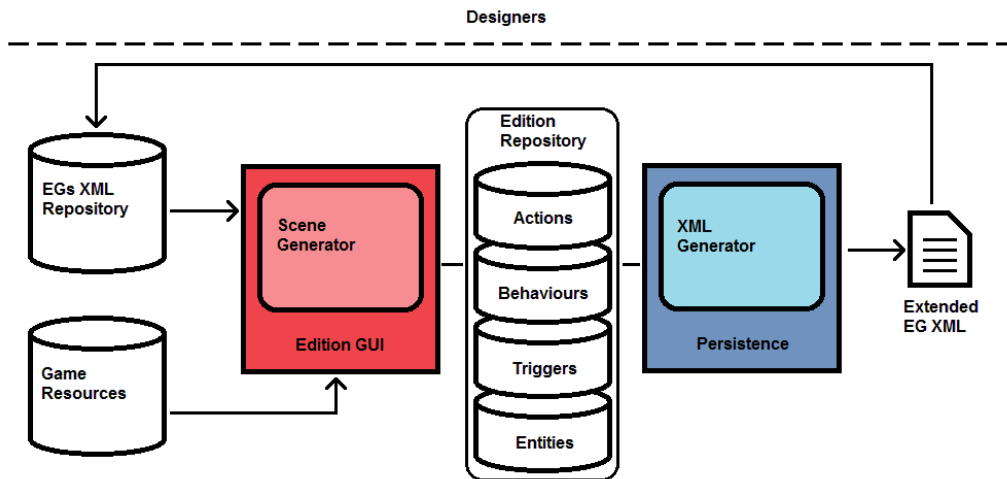 Designers
EGs XML
Repository
Game
Resources
Scene
Generator
Edition GUI
Edition
Repository
Actions
Behaviours
Triggers
Entities
XML
Generator
Persistence
Extended
EG XML